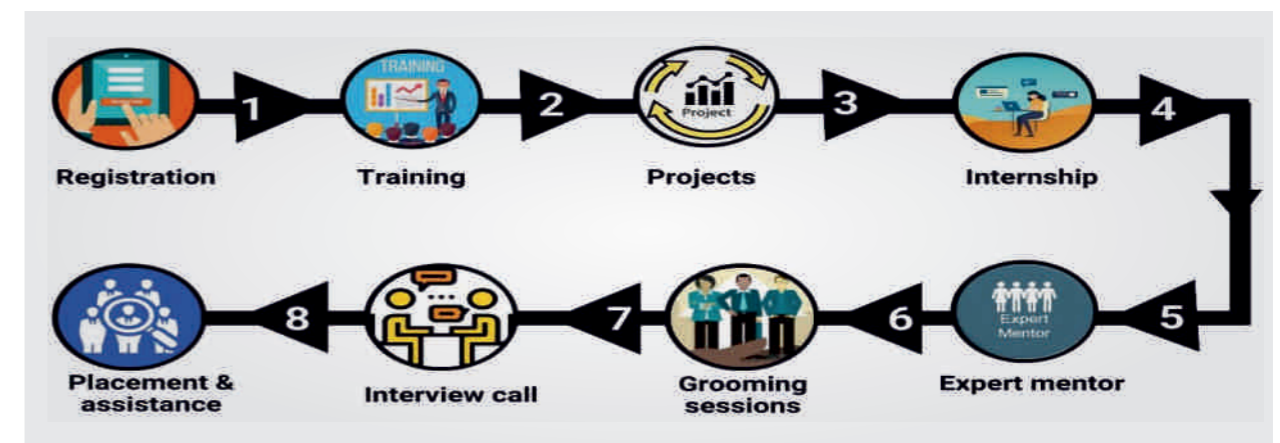 1
TRAINING
2
Project
3
4
Registration
Training
Projects
Internship
5
Expert
Mentor
6
7
8
Expert mentor
Grooming
sessions
Interview call
Placement &
assistance